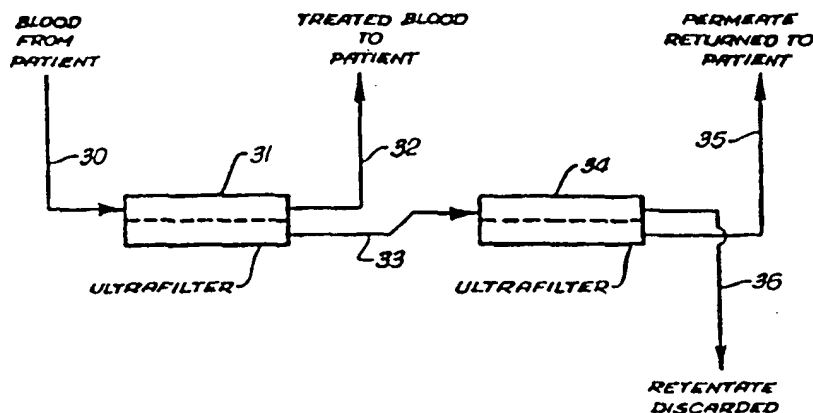 BLOOD
FROM
PATIENT
TREATED BLOOD
TO
PATIENT
PERMEATE
RETURNED TO
PATIENT
30
31
32
33
34
35
36
ULTRAFILTER
ULTRAFILTER
RETENTATE
DISCARDED